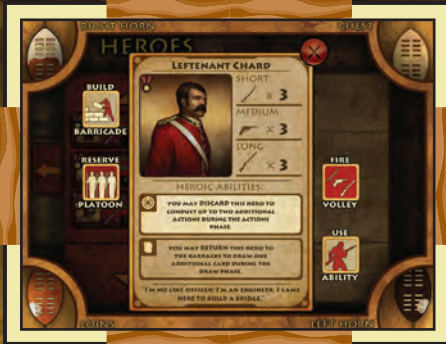 RIGHT HORN
CHEST
HEROES
LEFTENANT CHARD
SHORT
× 3
MEDIUM
× 3
LONG
× 3
HEROIC ABILITIES:
YOU MAY DISCARD THIS HERO TO
CONDUCT UP TO TWO ADDITIONAL
ACTIONS DURING THE ACTIONS
PHASE.
YOU MAY RETURN THIS HERO TO
THE BARRACKS TO DRAW ONE
ADDITIONAL CARD DURING THE
DRAW PHASE.
"I'M NO LINE OFFICER; I'M AN ENGINEER. I CAME
HERE TO BUILD A BRIDGE."
BUILD
BARRICADE
RESERVE
PLATOON
FIRE
VOLLEY
USE
ABILITY
LOINS
LEFT HORN